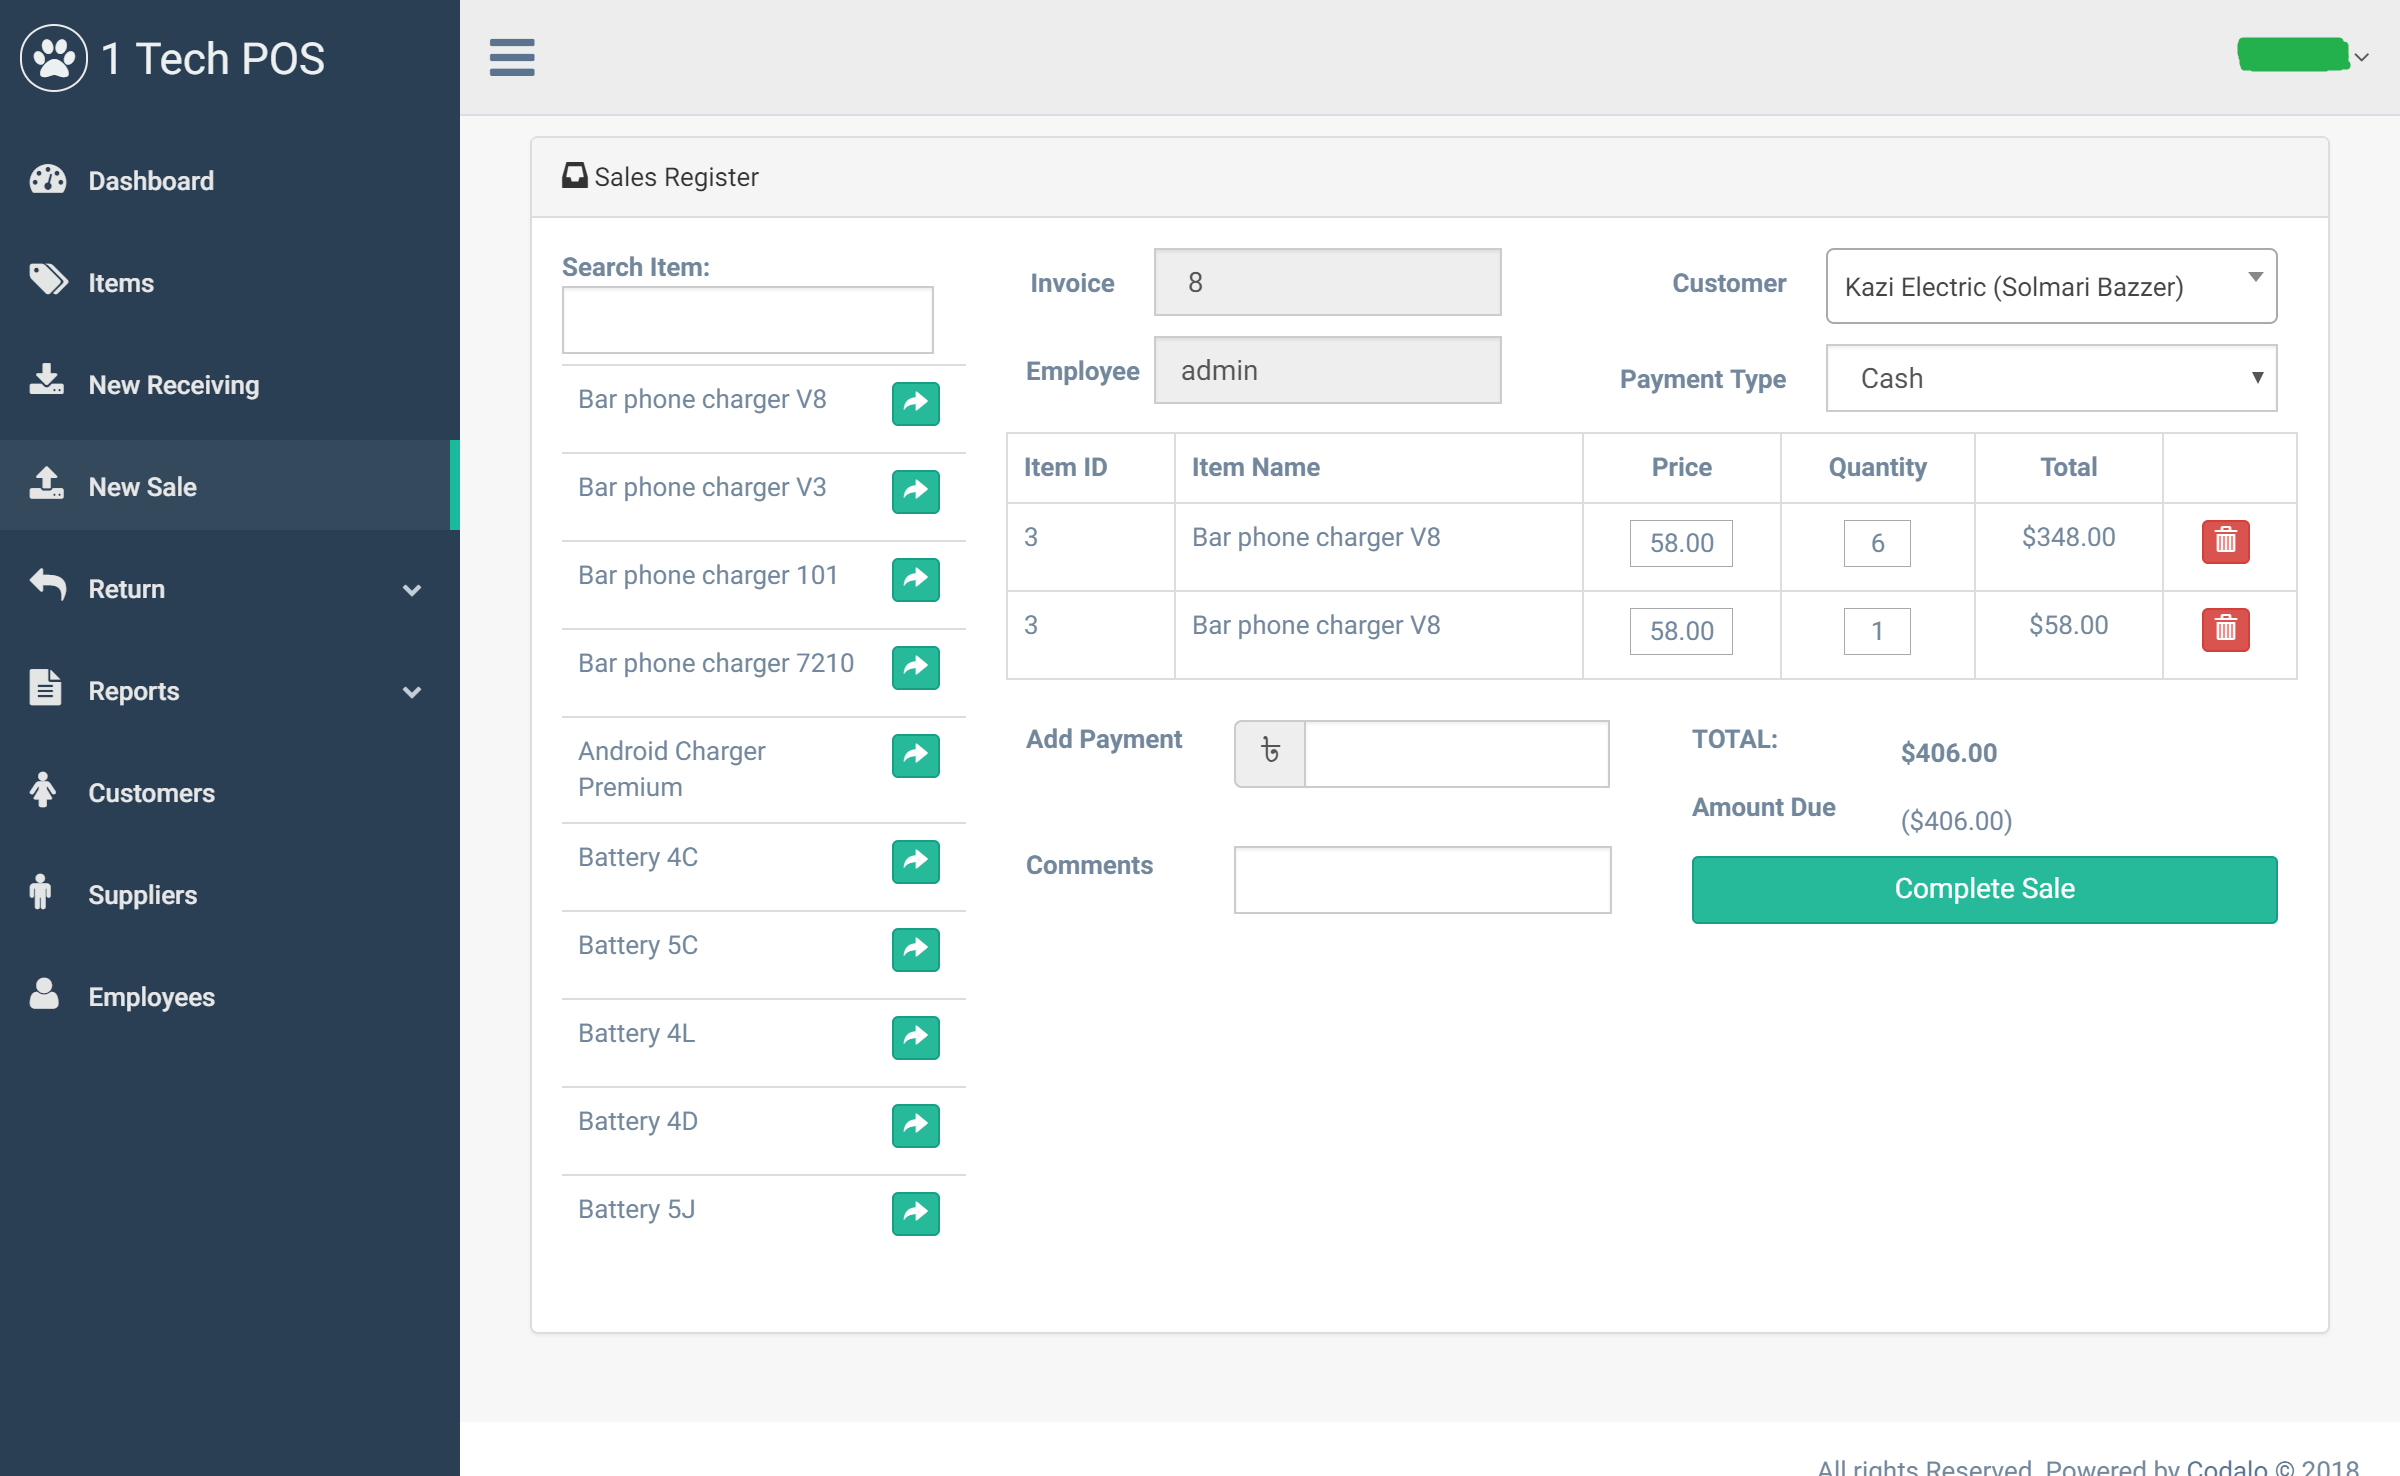 1 Tech POS
Dashboard
Items
New Receiving
New Sale
Return
Reports
Customers
Suppliers
Employees
Sales Register
Search Item:
Bar phone charger V8
Bar phone charger V3
Bar phone charger 101
Bar phone charger 7210
Android Charger
Premium
Battery 4C
Battery 5C
Battery 4L
Battery 4D
Battery 5J
Invoice 8
Customer Kazi Electric (Solmari Bazzer)
Employee admin
Payment Type Cash
Item ID Item Name Price Quantity Total
3 Bar phone charger V8 58.00 6 $348.00
3 Bar phone charger V8 58.00 1 $58.00
Add Payment ৳
Comments
TOTAL: $406.00
Amount Due ($406.00)
Complete Sale
All rights Reserved. Powered by Codalo © 2018